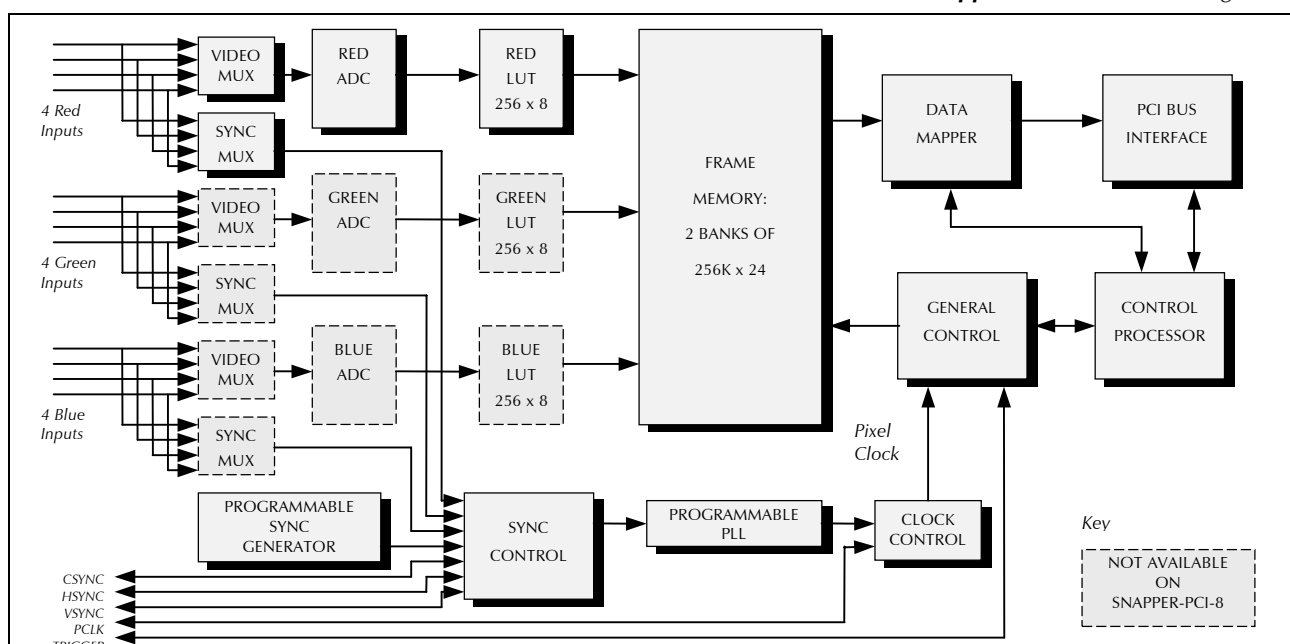 VIDEO
MUX
RED
ADC
RED
LUT
256 x 8
4 Red
Inputs
SYNC
MUX
FRAME
MEMORY:
2 BANKS OF
256K x 24
DATA
MAPPER
PCI BUS
INTERFACE
VIDEO
MUX
GREEN
ADC
GREEN
LUT
256 x 8
4 Green
Inputs
SYNC
MUX
GENERAL
CONTROL
CONTROL
PROCESSOR
VIDEO
MUX
BLUE
ADC
BLUE
LUT
256 x 8
4 Blue
Inputs
SYNC
MUX
Pixel
Clock
PROGRAMMABLE
SYNC
GENERATOR
SYNC
CONTROL
PROGRAMMABLE
PLL
CLOCK
CONTROL
Key
NOT AVAILABLE
ON
SNAPPER-PCI-8
CSYNC
HSYNC
VSYNC
PCLK
TRIGGER